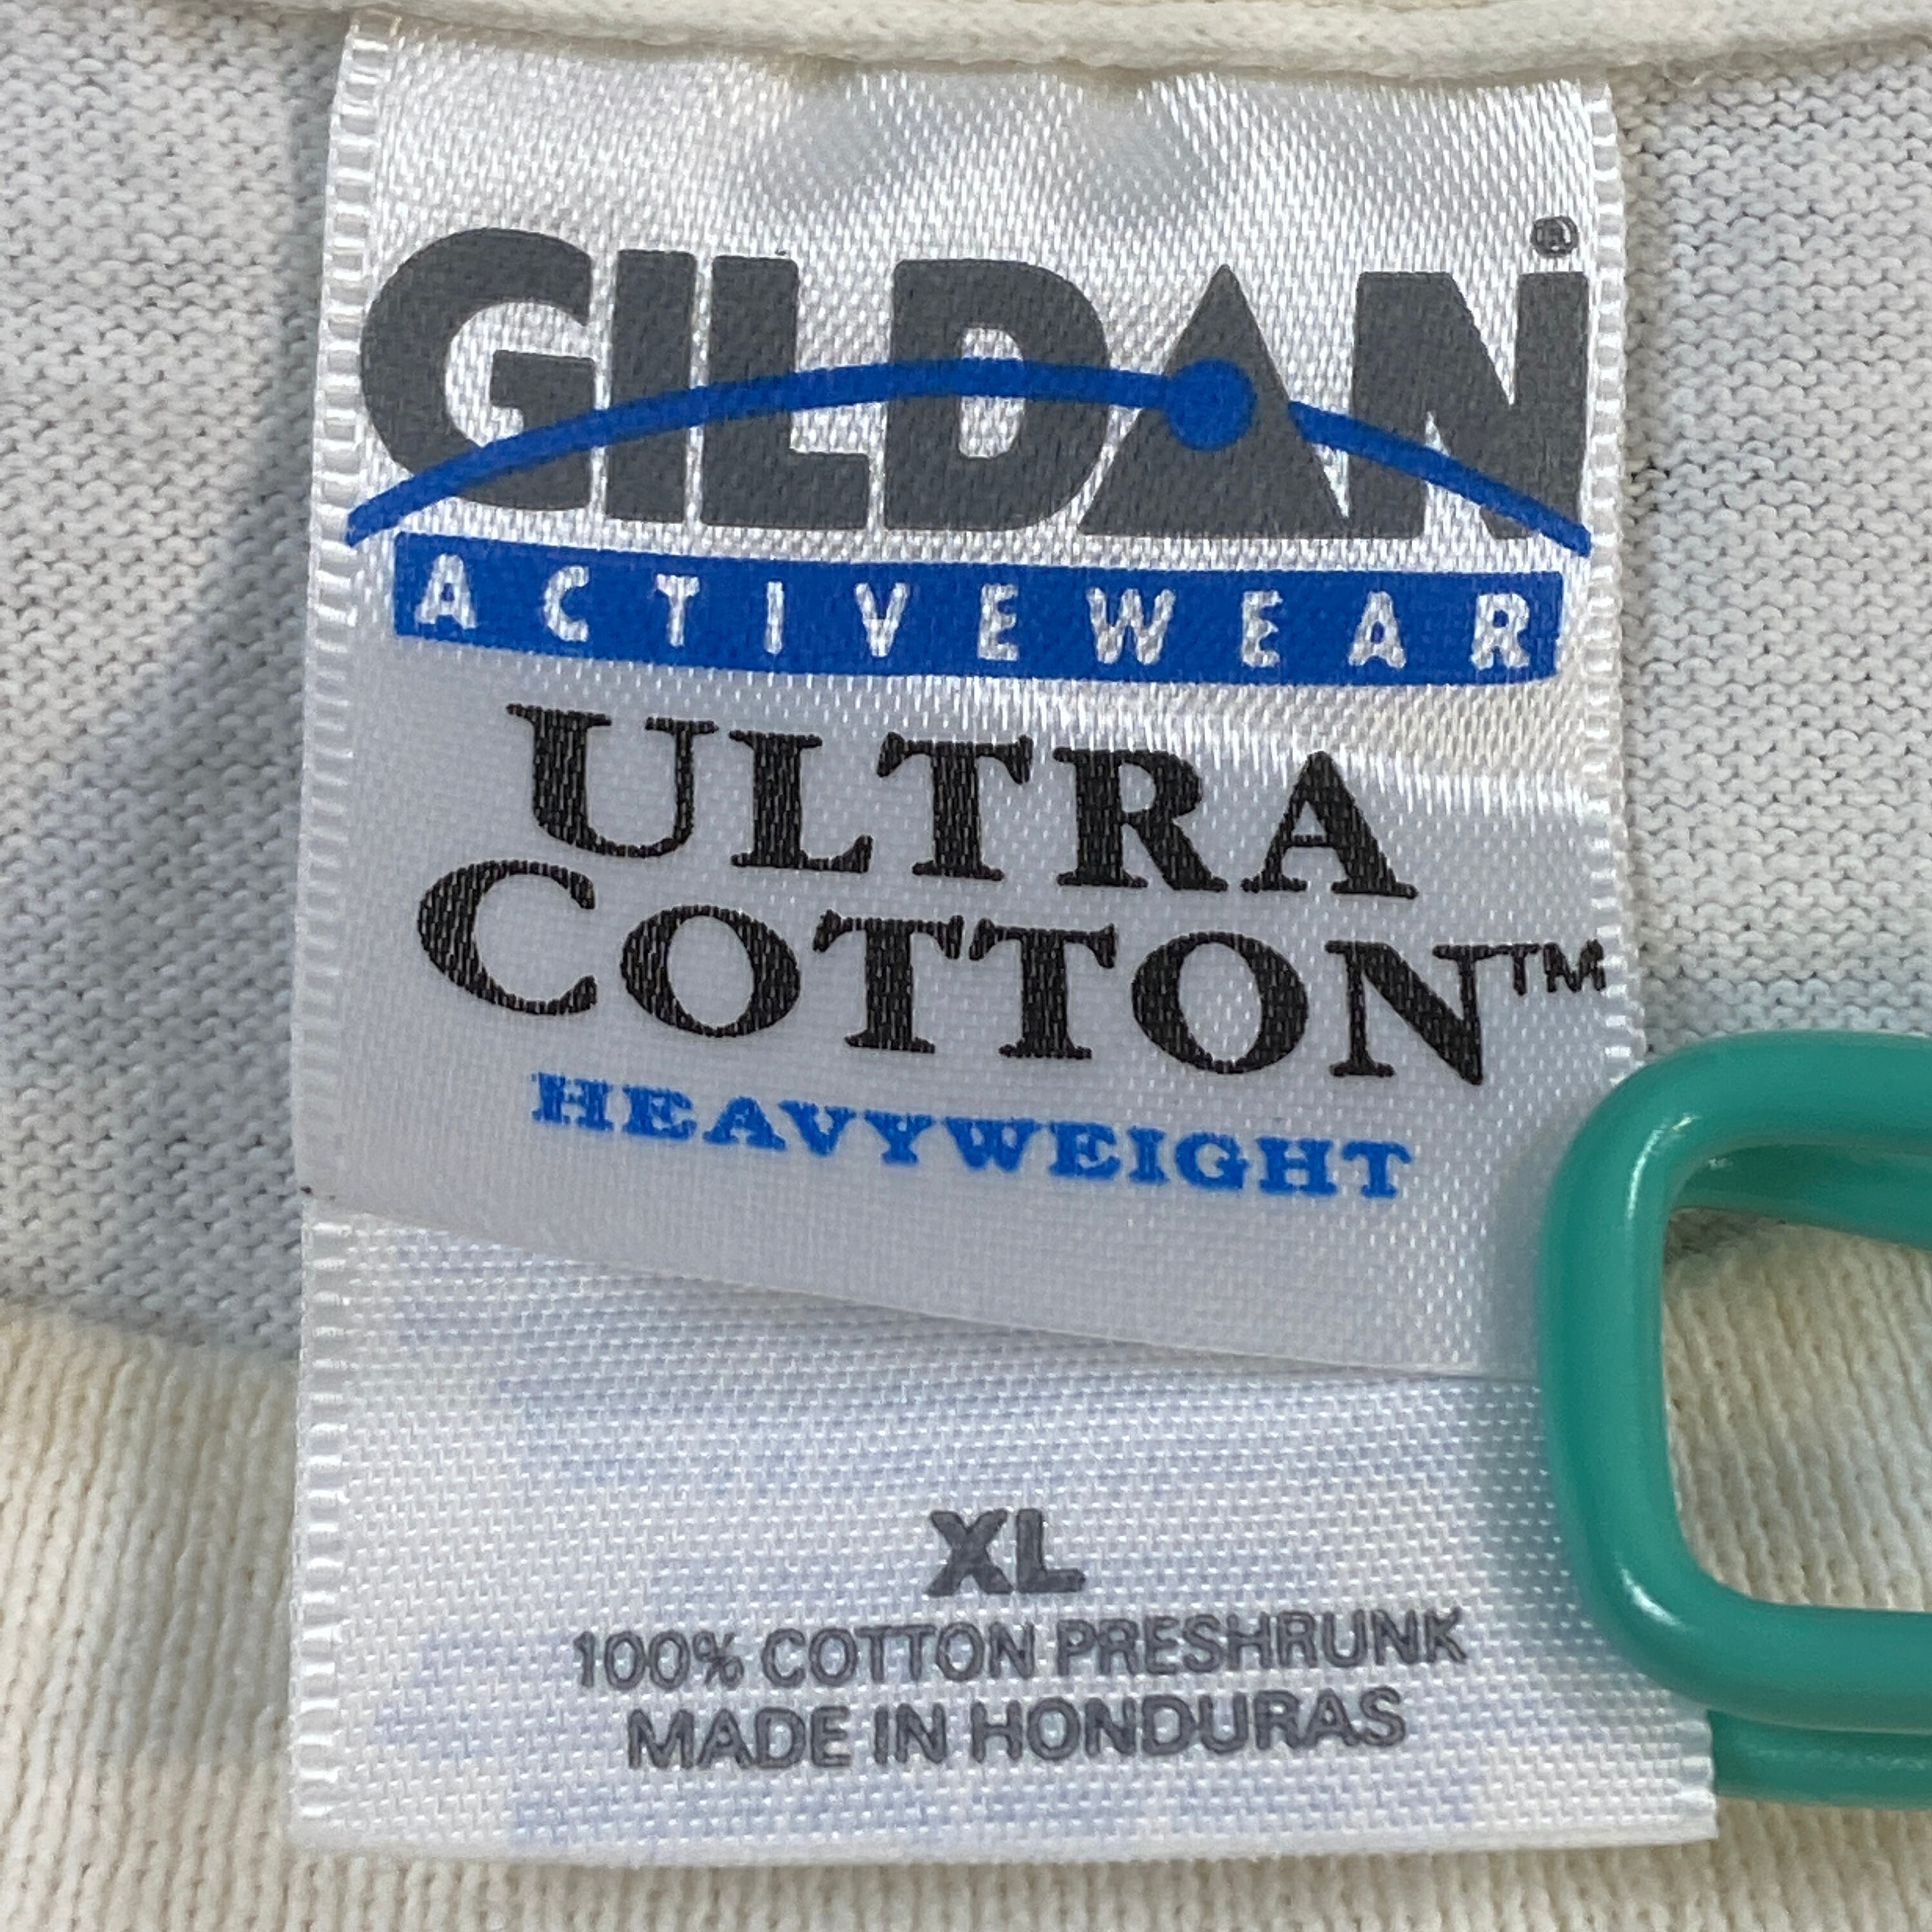 GILDAN®
ACTIVEWEAR
ULTRA
COTTON™
HEAVYWEIGHT
XL
100% COTTON PRESHRUNK
MADE IN HONDURAS